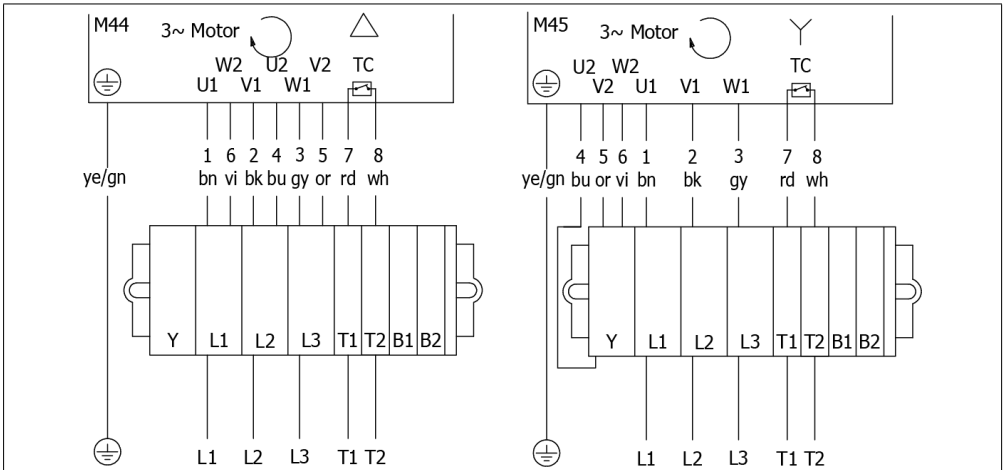 M44 3~ Motor
W2 U2 V2 TC
U1 V1 W1
1 6 2 4 3 5 7 8
ye/gn bn vi bk bu gy or rd wh
Y L1 L2 L3 T1 T2 B1 B2
L1 L2 L3 T1 T2
M45 3~ Motor
U2 W2 TC
V2 U1 V1 W1
4 5 6 1 2 3 7 8
ye/gn bu or vi bn bk gy rd wh
Y L1 L2 L3 T1 T2 B1 B2
L1 L2 L3 T1 T2